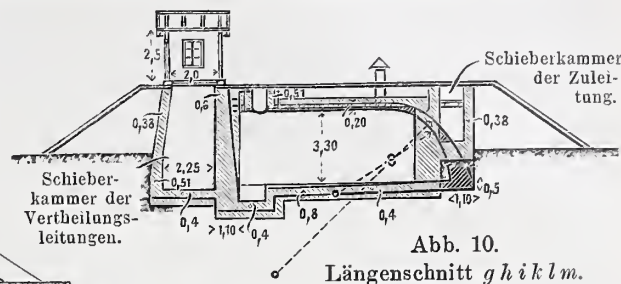 2,5
2,0
Schieberkammer
der Zulei-
tung.
0,6
0,51
0,38
0,20
0,38
3,30
2,25
Schieber-
kammer der
Vertheilungs-
leitungen.
0,51
0,5
0,4
1,10
0,4
0,8
0,4
1,10
Abb. 10.
Längenschnitt g h i k l m.